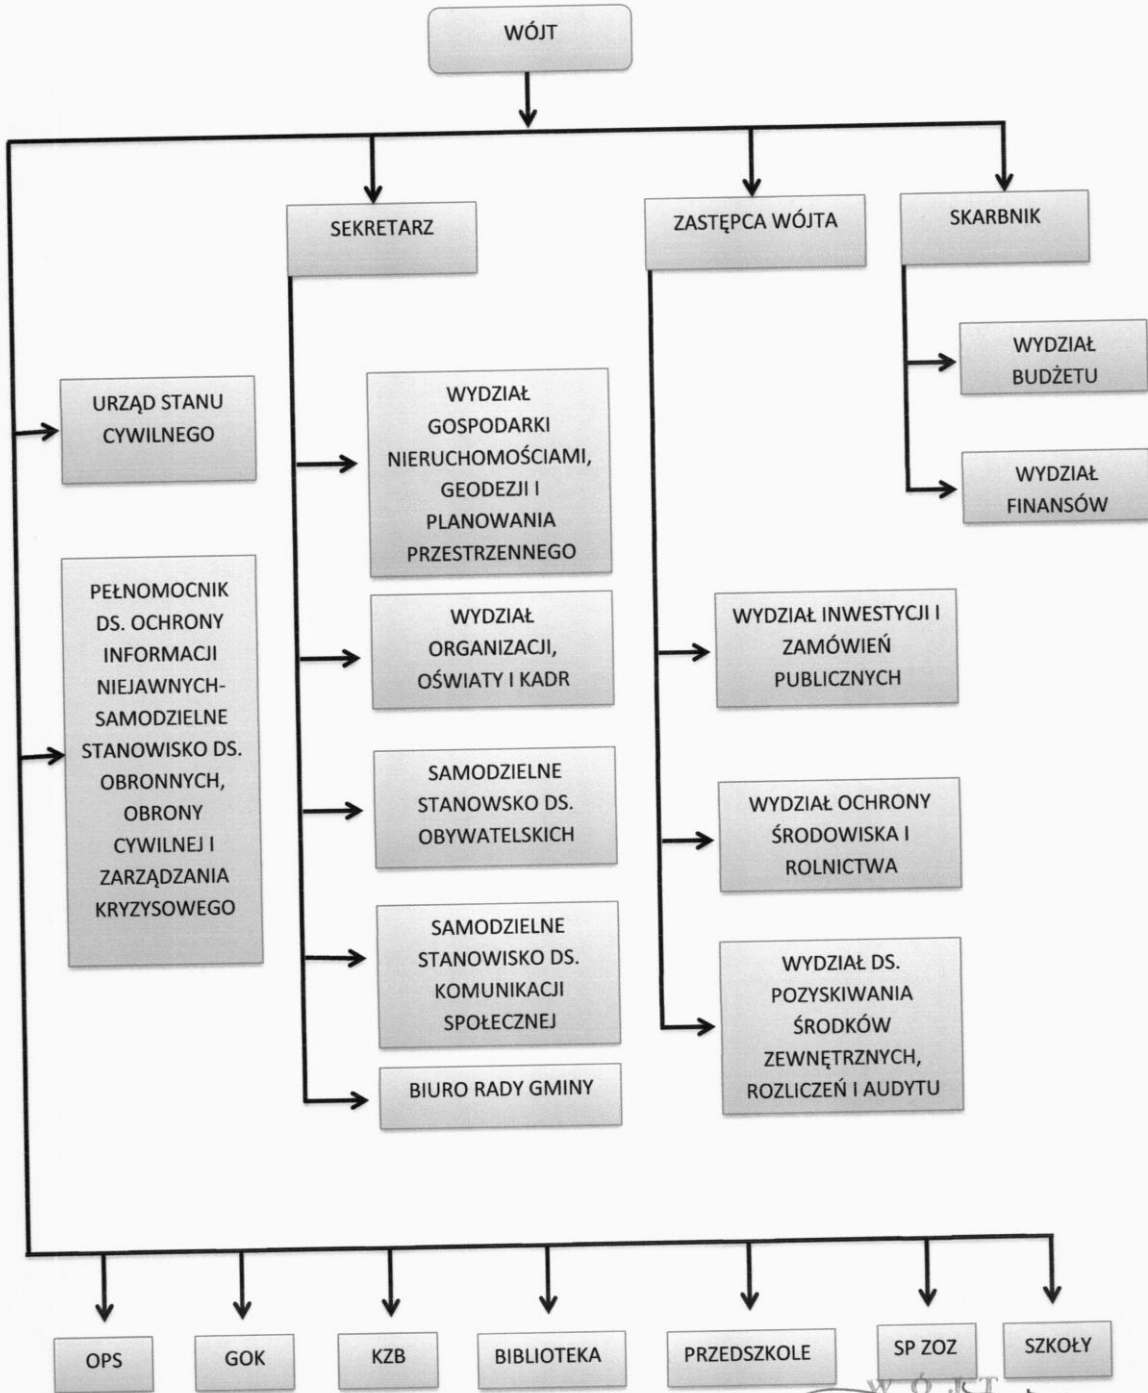 WÓJT
SEKRETARZ
ZASTĘPCA WÓJTA
SKARBNIK
URZĄD STANU
CYWILNEGO
PEŁNOMOCNIK
DS. OCHRONY
INFORMACJI
NIEJAWNYCH-
SAMODZIELNE
STANOWISKO DS.
OBRONNYCH,
OBRONY
CYWILNEJ I
ZARZĄDZANIA
KRYZYSOWEGO
WYDZIAŁ
GOSPODARKI
NIERUCHOMOŚCIAMI,
GEODEZJI I
PLANOWANIA
PRZESTRZENNEGO
WYDZIAŁ
ORGANIZACJI,
OŚWIATY I KADR
SAMODZIELNE
STANOWSKO DS.
OBYWATELSKICH
SAMODZIELNE
STANOWISKO DS.
KOMUNIKACJI
SPOŁECZNEJ
BIURO RADY GMINY
WYDZIAŁ INWESTYCJI I
ZAMÓWIEŃ
PUBLICZNYCH
WYDZIAŁ OCHRONY
ŚRODOWISKA I
ROLNICTWA
WYDZIAŁ DS.
POZYSKIWANIA
ŚRODKÓW
ZEWNĘTRZNYCH,
ROZLICZEŃ I AUDYTU
WYDZIAŁ
BUDŻETU
WYDZIAŁ
FINANSÓW
OPS
GOK
KZB
BIBLIOTEKA
PRZEDSZKOLE
SP ZOZ
SZKOŁY
WÓJT